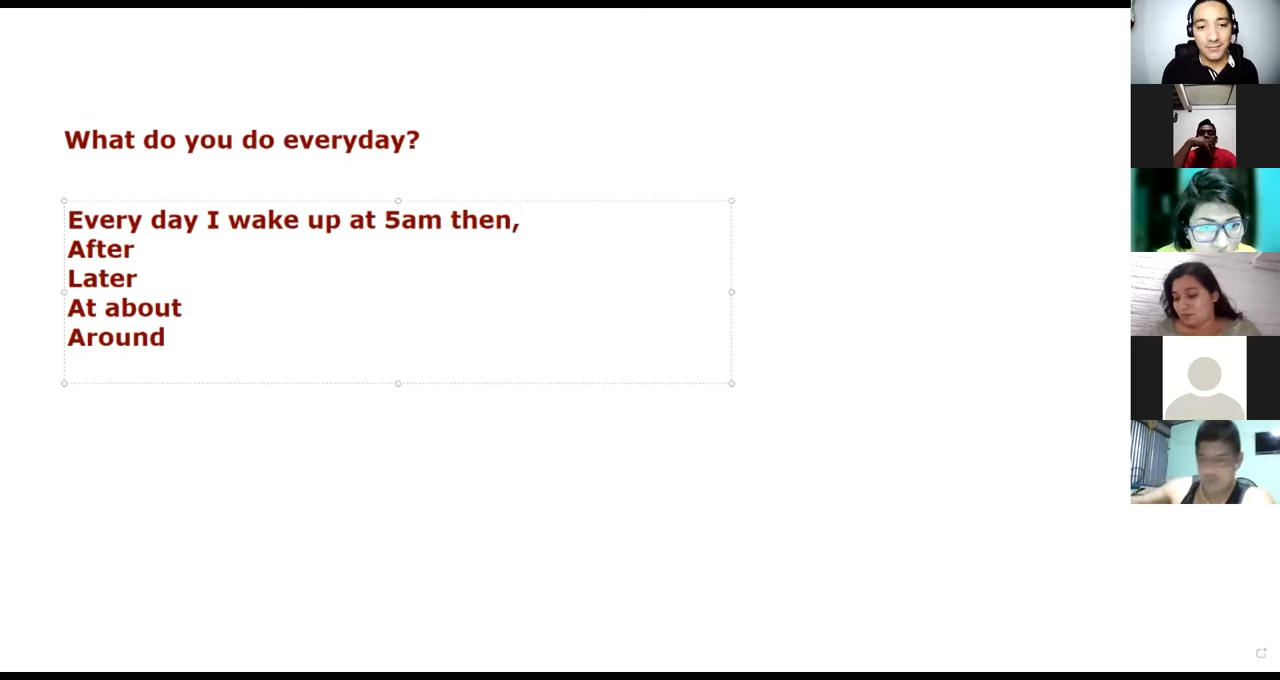 What do you do everyday?
Every day I wake up at 5am then,
After
Later
At about
Around